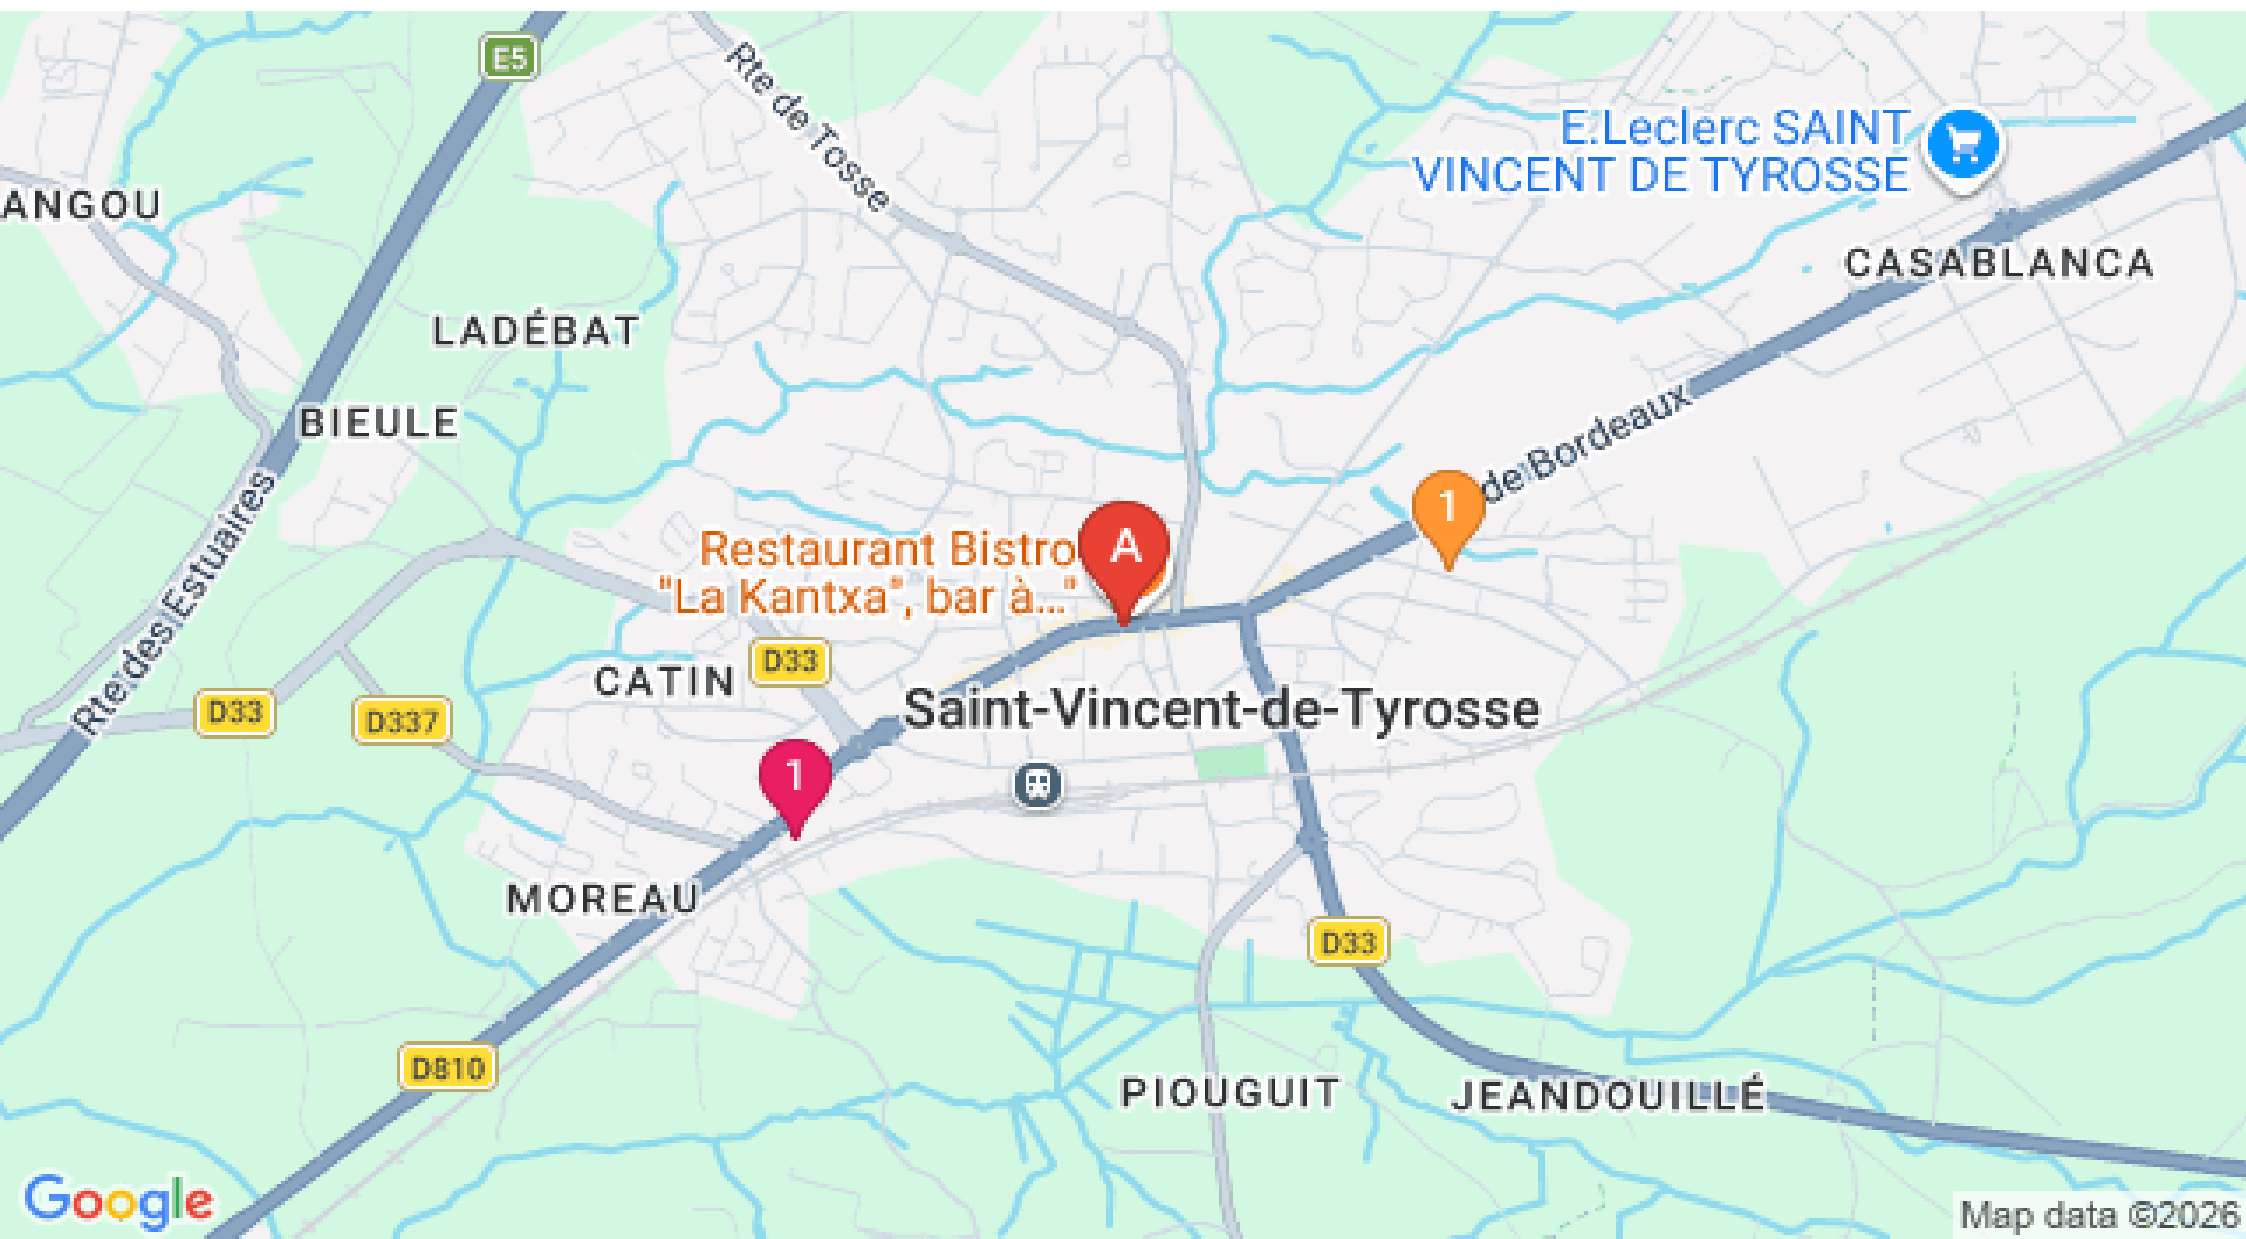 E5
Rte de Tosse
E.Leclerc SAINT
VINCENT DE TYROSSE
ANGOU
CASABLANCA
LADÉBAT
BIEULE
de Bordeaux
1
Rte des Estuaires
A
Restaurant Bistro
"La Kantxa", bar à..."
D33
CATIN
D33
D337
Saint-Vincent-de-Tyrosse
1
MOREAU
D33
D810
PIOUGUIT
JEANDOUILLÉ
Google
Map data ©2026